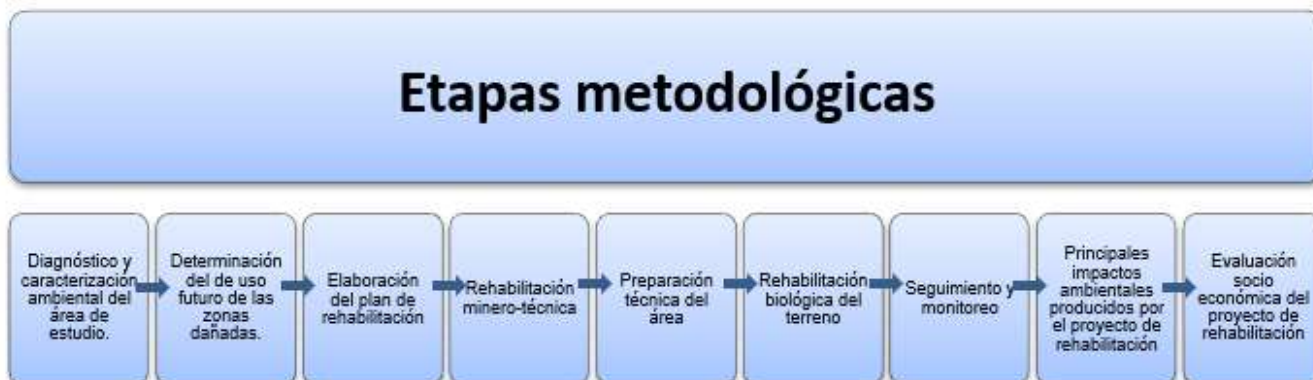 Etapas metodológicas
Diagnóstico y
caracterización
ambiental del
área de
estudio.
Determinación
del de uso
futuro de las
zonas
dañadas.
Elaboración
del plan de
rehabilitación
Rehabilitación
minero-técnica
Preparación
técnica del
área
Rehabilitación
biológica del
terreno
Seguimiento y
monitoreo
Principales
impactos
ambientales
producidos por
el proyecto de
rehabilitación
Evaluación
socio
económica del
proyecto de
rehabilitación